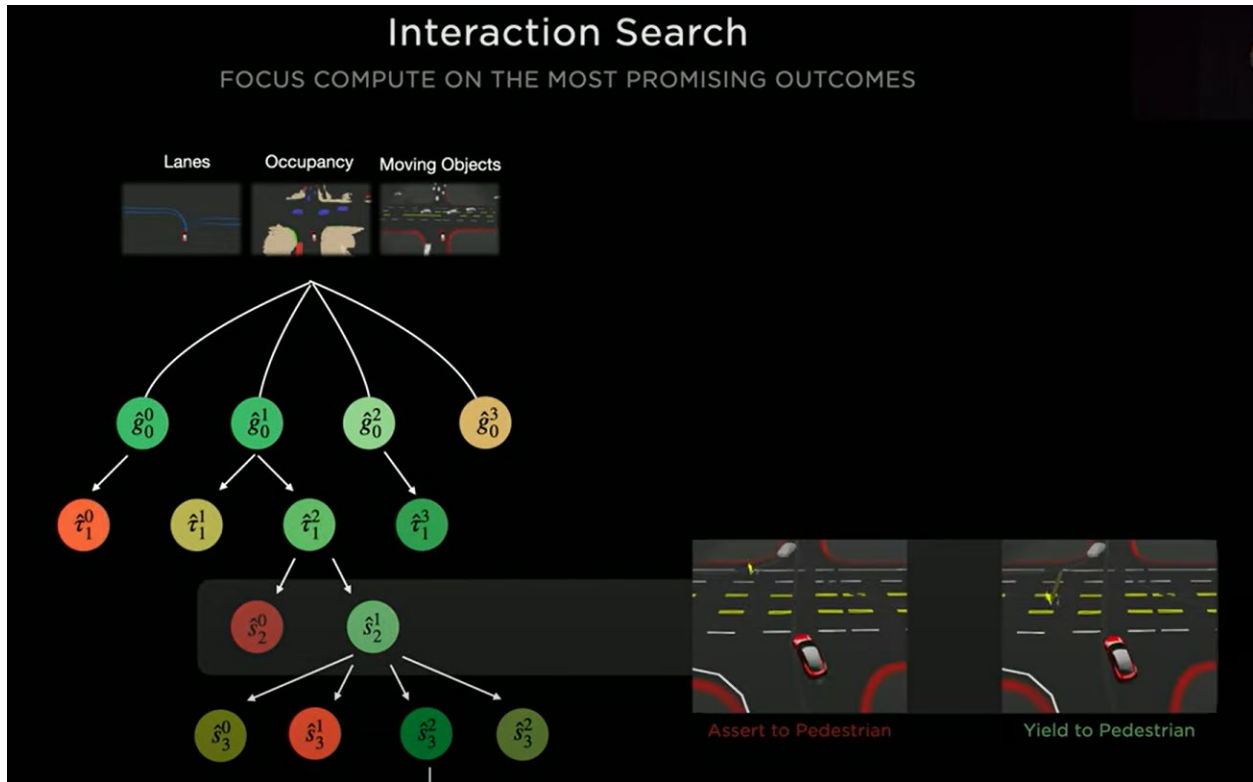 Interaction Search
FOCUS COMPUTE ON THE MOST PROMISING OUTCOMES
Lanes Occupancy Moving Objects
ĝ⁰₀ ĝ¹₀ ĝ²₀ ĝ³₀
τ̂⁰₁ τ̂¹₁ τ̂²₁ τ̂³₁
ŝ⁰₂ ŝ¹₂
ŝ⁰₃ ŝ¹₃ ŝ²₃ ŝ²₃
Assert to Pedestrian Yield to Pedestrian